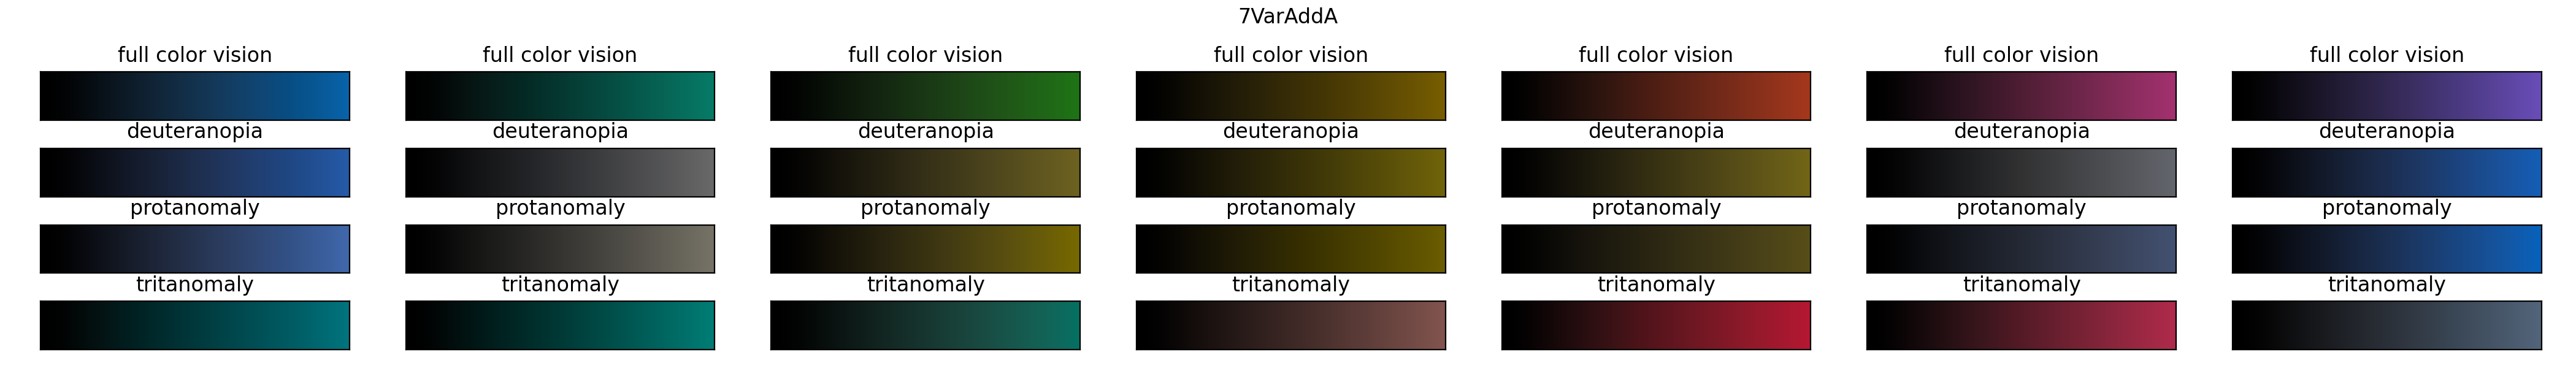 7VarAddA
full color vision full color vision full color vision full color vision full color vision full color vision full color vision
deuteranopia deuteranopia deuteranopia deuteranopia deuteranopia deuteranopia deuteranopia
protanomaly protanomaly protanomaly protanomaly protanomaly protanomaly protanomaly
tritanomaly tritanomaly tritanomaly tritanomaly tritanomaly tritanomaly tritanomaly